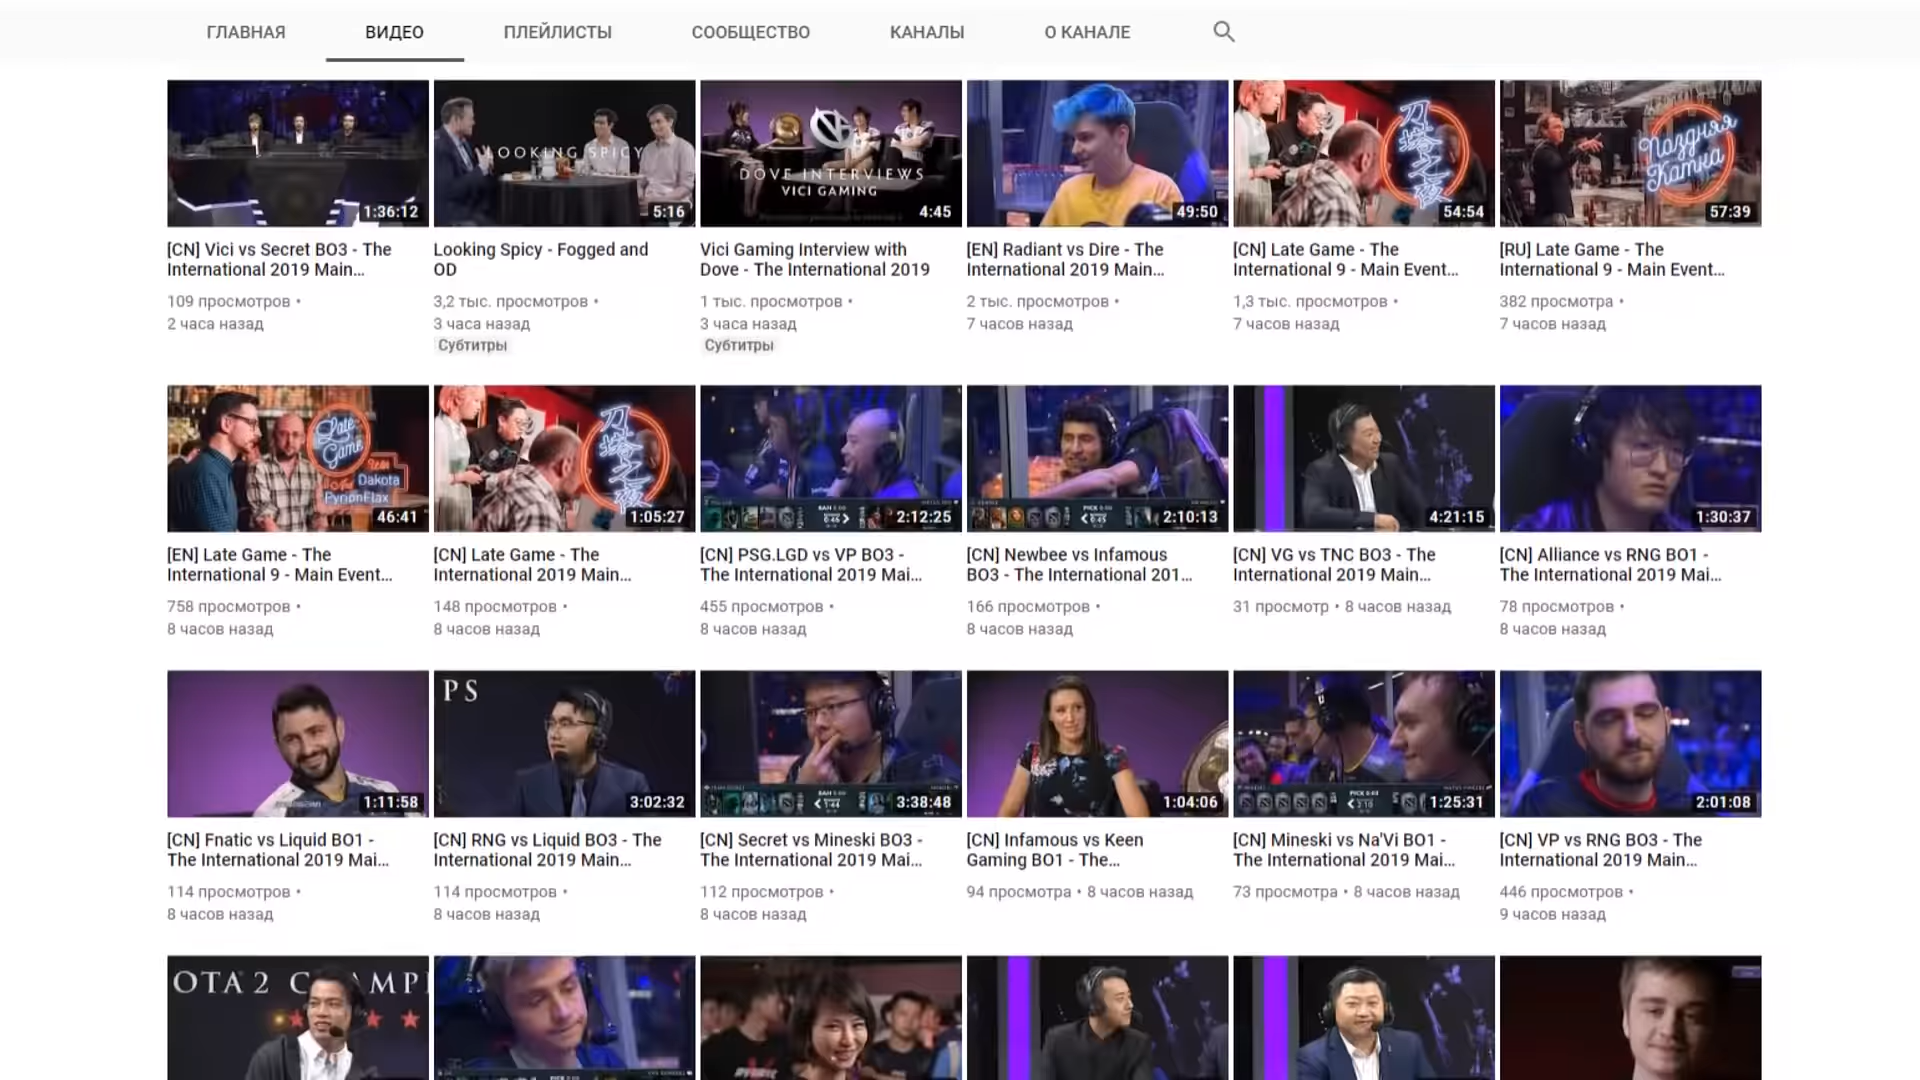 ГЛАВНАЯ ВИДЕО ПЛЕЙЛИСТЫ СООБЩЕСТВО КАНАЛЫ О КАНАЛЕ
1:36:12
LOOKING SPICY
5:16
DOVE INTERVIEWS
VICI GAMING
4:45
49:50
刀塔之夜
54:54
Поздняя
Катка
57:39
[CN] Vici vs Secret BO3 - The
International 2019 Main...
109 просмотров •
2 часа назад
Looking Spicy - Fogged and
OD
3,2 тыс. просмотров •
3 часа назад
Субтитры
Vici Gaming Interview with
Dove - The International 2019
1 тыс. просмотров •
3 часа назад
Субтитры
[EN] Radiant vs Dire - The
International 2019 Main...
2 тыс. просмотров •
7 часов назад
[CN] Late Game - The
International 9 - Main Event...
1,3 тыс. просмотров •
7 часов назад
[RU] Late Game - The
International 9 - Main Event...
382 просмотра •
7 часов назад
Late
Game
Dakota
PyrionFlax
46:41
刀塔之夜
1:05:27
2:12:25
2:10:13
4:21:15
1:30:37
[EN] Late Game - The
International 9 - Main Event...
758 просмотров •
8 часов назад
[CN] Late Game - The
International 2019 Main...
148 просмотров •
8 часов назад
[CN] PSG.LGD vs VP BO3 -
The International 2019 Mai...
455 просмотров •
8 часов назад
[CN] Newbee vs Infamous
BO3 - The International 201...
166 просмотров •
8 часов назад
[CN] VG vs TNC BO3 - The
International 2019 Main...
31 просмотр • 8 часов назад
[CN] Alliance vs RNG BO1 -
The International 2019 Mai...
78 просмотров •
8 часов назад
1:11:58
PS
3:02:32
3:38:48
1:04:06
1:25:31
2:01:08
[CN] Fnatic vs Liquid BO1 -
The International 2019 Mai...
114 просмотров •
8 часов назад
[CN] RNG vs Liquid BO3 - The
International 2019 Main...
114 просмотров •
8 часов назад
[CN] Secret vs Mineski BO3 -
The International 2019 Mai...
112 просмотров •
8 часов назад
[CN] Infamous vs Keen
Gaming BO1 - The...
94 просмотра • 8 часов назад
[CN] Mineski vs Na'Vi BO1 -
The International 2019 Mai...
73 просмотра • 8 часов назад
[CN] VP vs RNG BO3 - The
International 2019 Main...
446 просмотров •
9 часов назад
OTA 2 CHAMPI